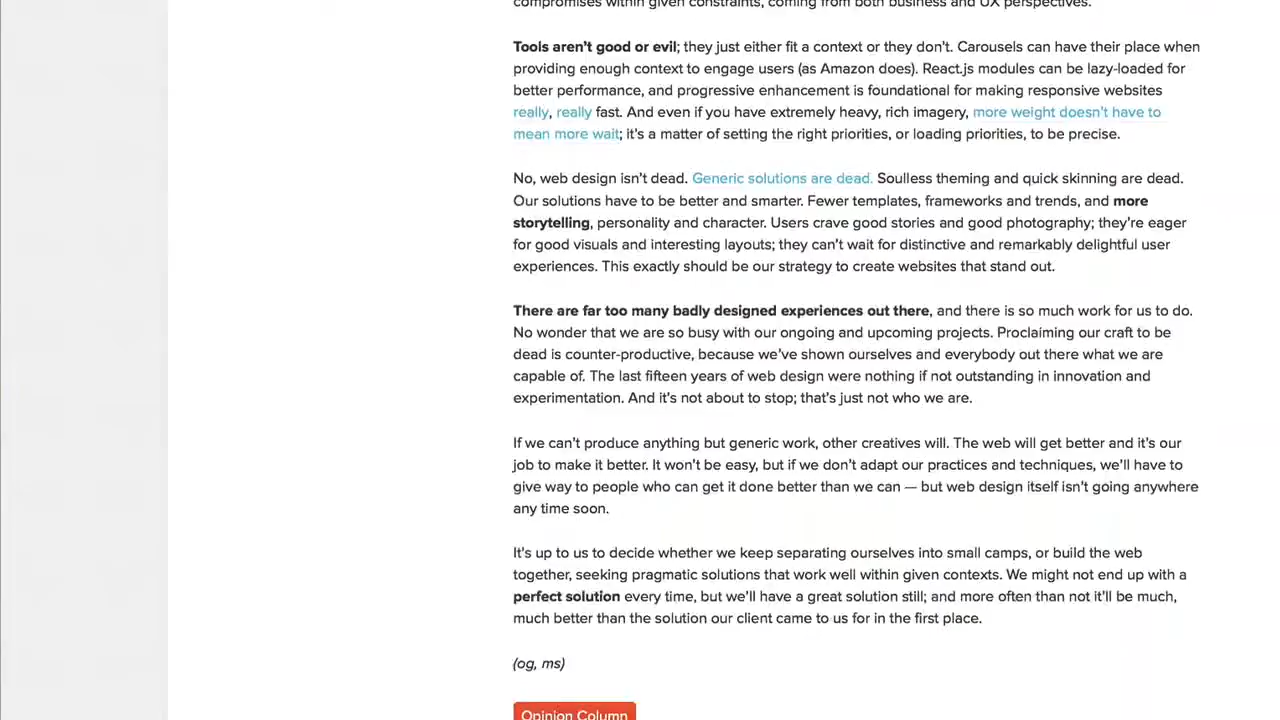 compromises within given constraints, coming from both business and UX perspectives.
Tools aren't good or evil; they just either fit a context or they don't. Carousels can have their place when
providing enough context to engage users (as Amazon does). React.js modules can be lazy-loaded for
better performance, and progressive enhancement is foundational for making responsive websites
really, really fast. And even if you have extremely heavy, rich imagery, more weight doesn't have to
mean more wait; it's a matter of setting the right priorities, or loading priorities, to be precise.
No, web design isn't dead. Generic solutions are dead. Soulless theming and quick skinning are dead.
Our solutions have to be better and smarter. Fewer templates, frameworks and trends, and more
storytelling, personality and character. Users crave good stories and good photography; they're eager
for good visuals and interesting layouts; they can't wait for distinctive and remarkably delightful user
experiences. This exactly should be our strategy to create websites that stand out.
There are far too many badly designed experiences out there, and there is so much work for us to do.
No wonder that we are so busy with our ongoing and upcoming projects. Proclaiming our craft to be
dead is counter-productive, because we've shown ourselves and everybody out there what we are
capable of. The last fifteen years of web design were nothing if not outstanding in innovation and
experimentation. And it's not about to stop; that's just not who we are.
If we can't produce anything but generic work, other creatives will. The web will get better and it's our
job to make it better. It won't be easy, but if we don't adapt our practices and techniques, we'll have to
give way to people who can get it done better than we can — but web design itself isn't going anywhere
any time soon.
It's up to us to decide whether we keep separating ourselves into small camps, or build the web
together, seeking pragmatic solutions that work well within given contexts. We might not end up with a
perfect solution every time, but we'll have a great solution still; and more often than not it'll be much,
much better than the solution our client came to us for in the first place.
(og, ms)
Opinion Column